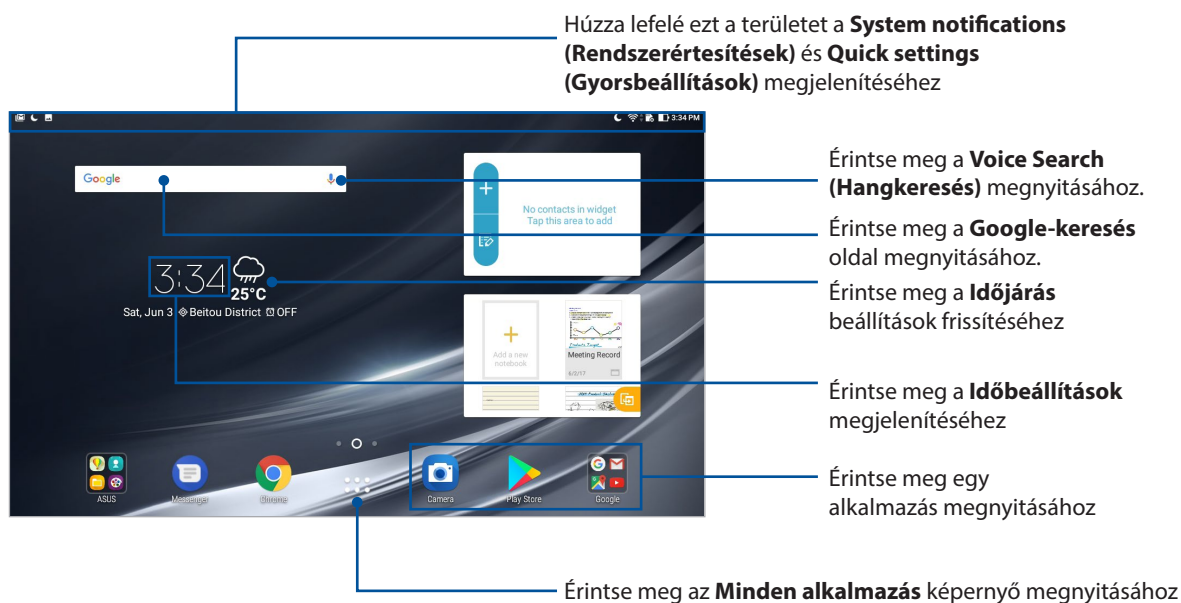 Húzza lefelé ezt a területet a System notifications
(Rendszerértesítések) és Quick settings
(Gyorsbeállítások) megjelenítéséhez
3:34 PM
Google
No contacts in widget
Tap this area to add
3:34
25°C
Sat, Jun 3 Beitou District OFF
Add a new
notebook
Meeting Record
6/2/17
ASUS
Messenger
Chrome
Camera
Play Store
Google
Érintse meg a Voice Search
(Hangkeresés) megnyitásához.
Érintse meg a Google-keresés
oldal megnyitásához.
Érintse meg a Időjárás
beállítások frissítéséhez
Érintse meg a Időbeállítások
megjelenítéséhez
Érintse meg egy
alkalmazás megnyitásához
Érintse meg az Minden alkalmazás képernyő megnyitásához